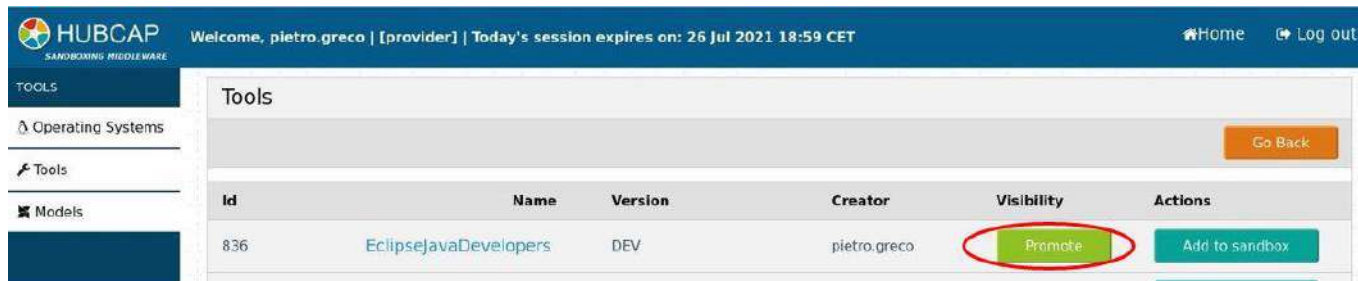 HUBCAP
SANDBOXING MIDDLEWARE
Welcome, pietro.greco | [provider] | Today's session expires on: 26 Jul 2021 18:59 CET
Home Log out
TOOLS
Operating Systems
Tools
Models
Tools
Go Back
Id Name Version Creator Visibility Actions
836 EclipseJavaDevelopers DEV pietro.greco Promote Add to sandbox